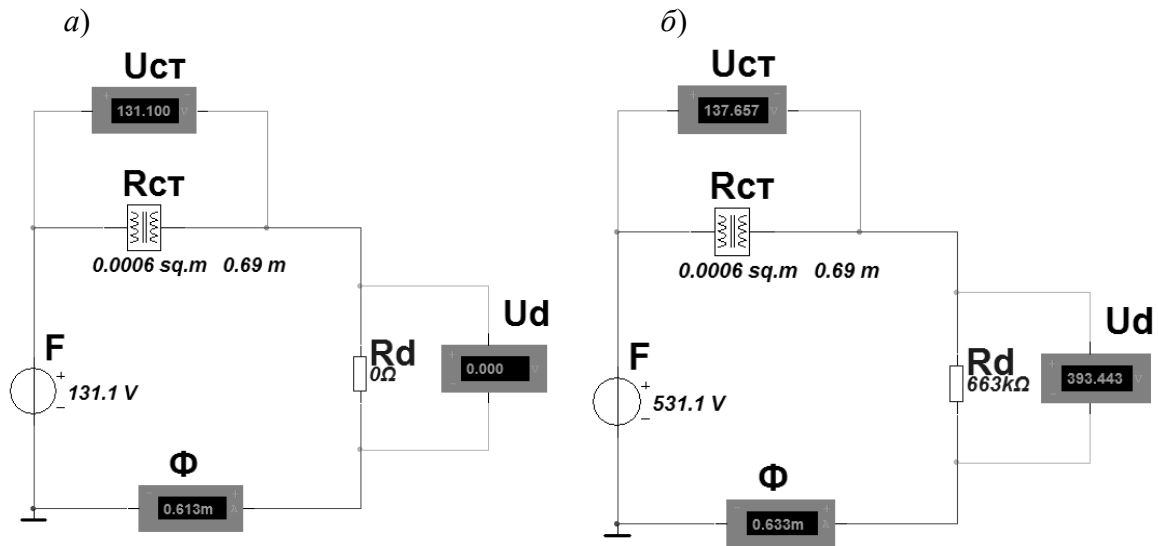 а)
Uст
131.100 V
Rст
0.0006 sq.m 0.69 m
Ud
F
Rd
0Ω
0.000 V
131.1 V
Φ
0.613m A
б)
Uст
137.657 V
Rст
0.0006 sq.m 0.69 m
Ud
F
Rd
663kΩ
393.443 V
531.1 V
Φ
0.633m A